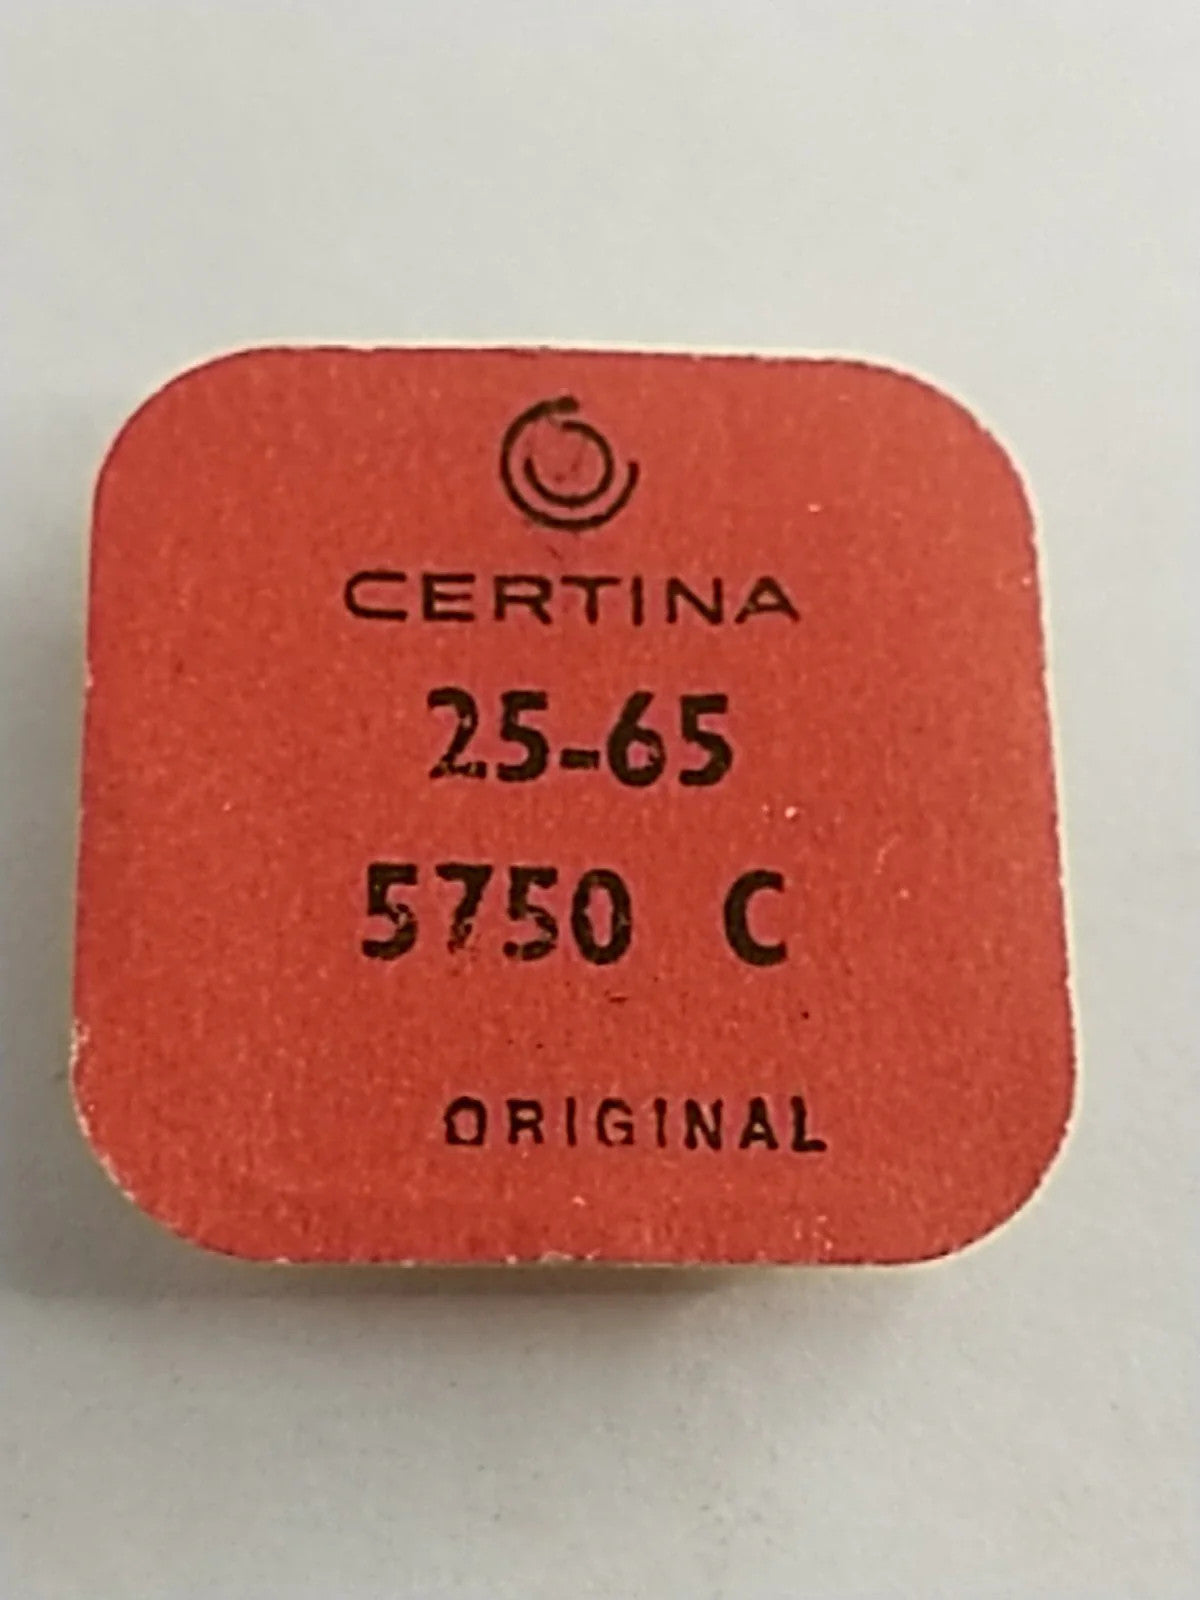 CERTINA
25-65
5750 C
ORIGINAL